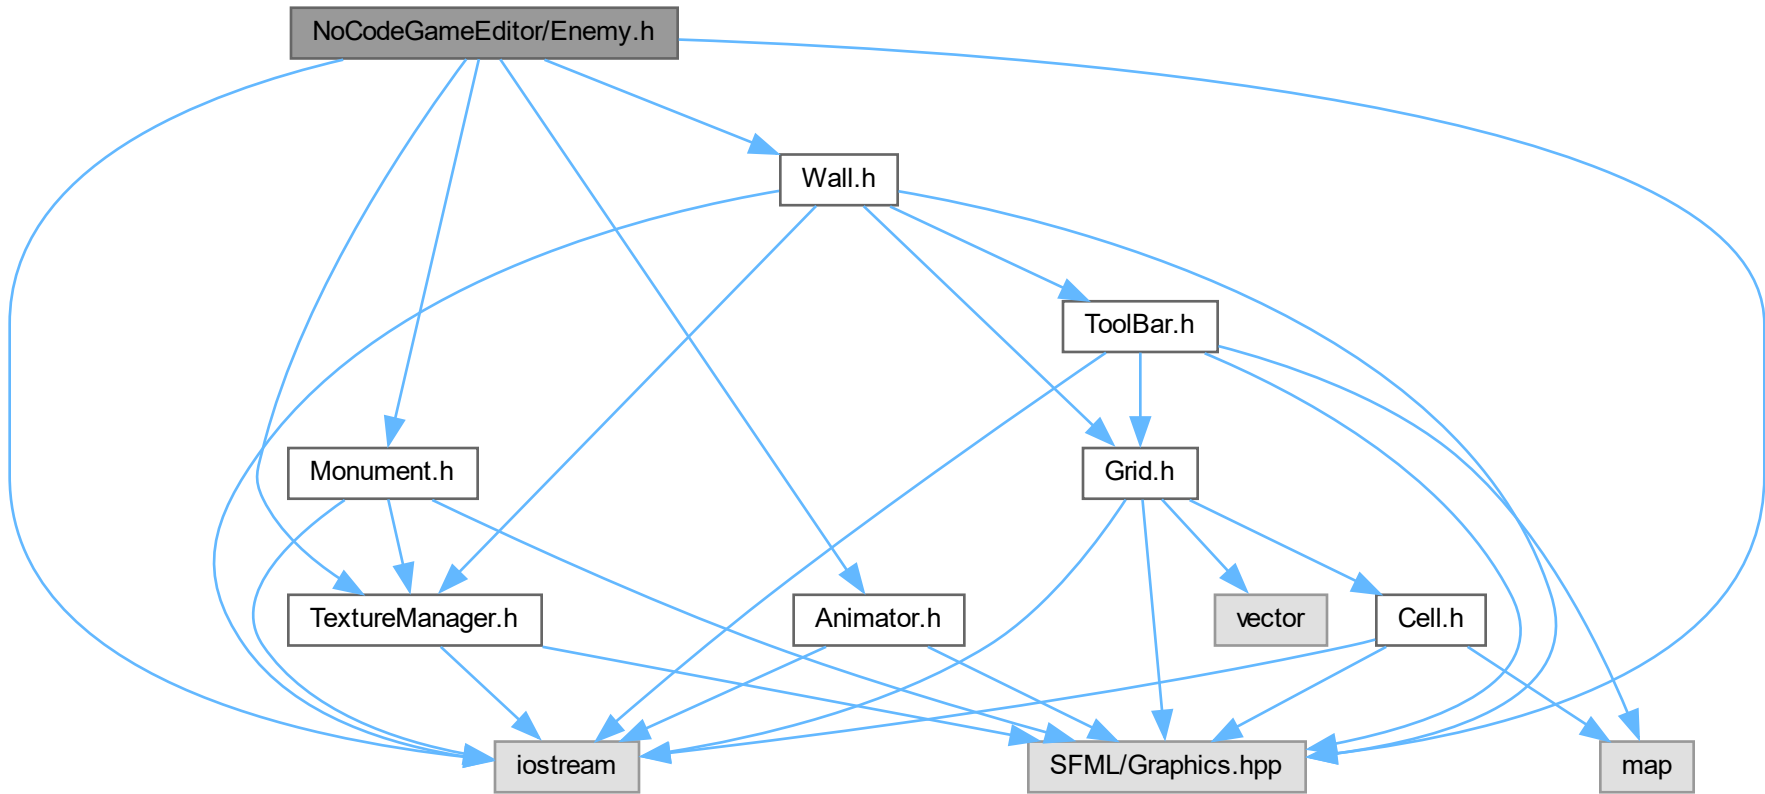 NoCodeGameEditor/Enemy.h
Wall.h
ToolBar.h
Monument.h
Grid.h
TextureManager.h
Animator.h
vector
Cell.h
iostream
SFML/Graphics.hpp
map